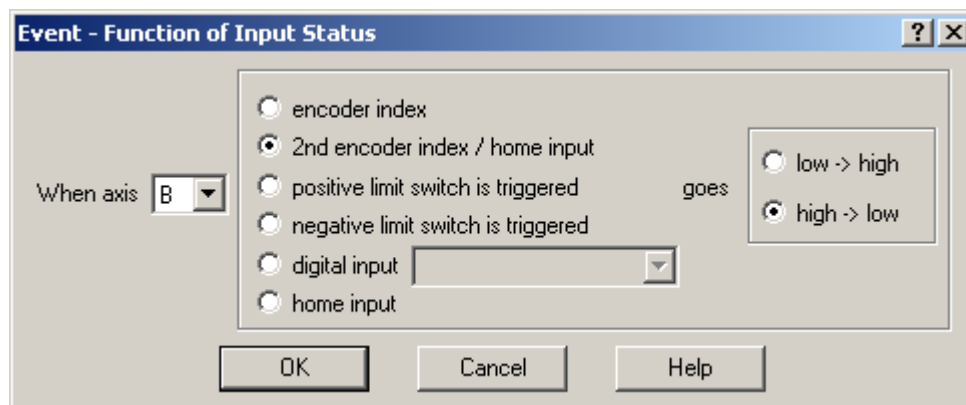 Event - Function of Input Status
encoder index
2nd encoder index / home input
low -> high
When axis B positive limit switch is triggered goes
high -> low
negative limit switch is triggered
digital input
home input
OK Cancel Help